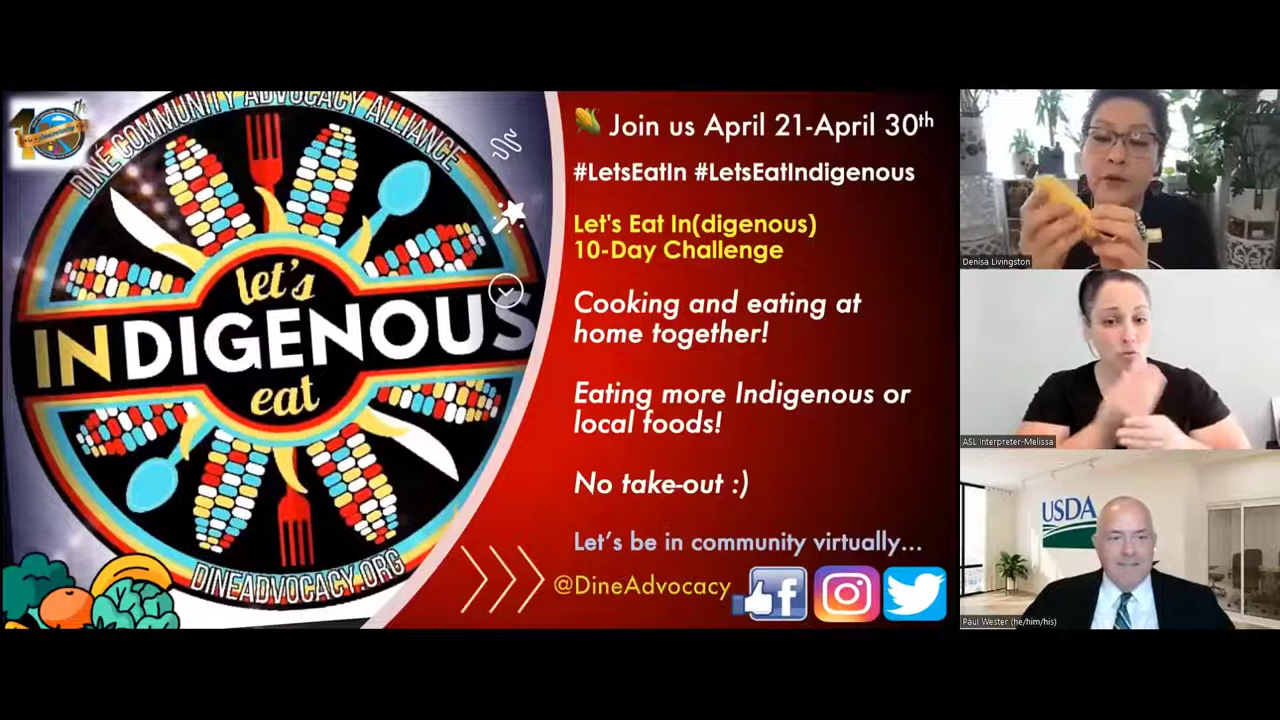 10th
DINE COMMUNITY ADVOCACY ALLIANCE
let's
INDIGENOUS
eat
DINEADVOCACY.ORG
Join us April 21-April 30th
#LetsEatIn #LetsEatIndigenous
Let's Eat In(digenous)
10-Day Challenge
Cooking and eating at
home together!
Eating more Indigenous or
local foods!
No take-out :)
Let's be in community virtually...
@DineAdvocacy
Denisa Livingston
ASL Interpreter-Melissa
USDA
Paul Wester (he/him/his)